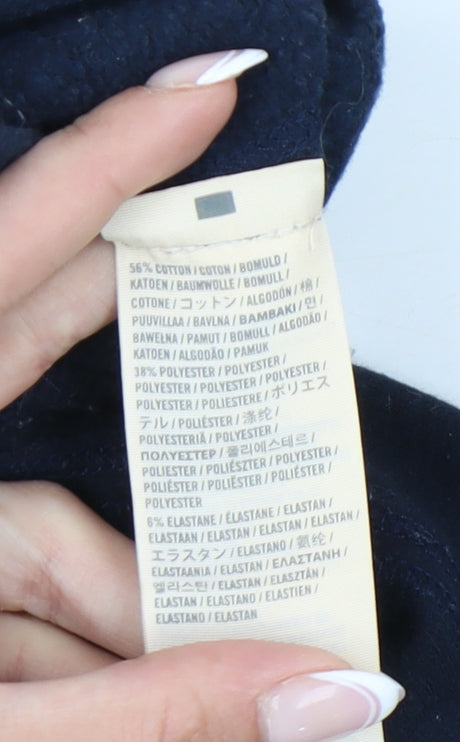 56% COTTON / COTON / BOMULD /
KATOEN / BAUMWOLLE / BOMULL /
COTONE / コットン / ALGODÓN / 棉 /
PUUVILLAA / BAVLNA / ΒΑΜΒΑΚΙ / 면 /
BAWEŁNA / PAMUT / BOMULL / ALGODÃO /
KATOEN / ALGODÃO / PAMUK
38% POLYESTER / POLYESTER /
POLYESTER / POLYESTER / POLYESTER /
POLYESTER / POLIESTERE / ポリエス
テル / POLIÉSTER / 涤纶 /
POLYESTERIÄ / POLYESTER /
ΠΟΛΥΕΣΤΕΡ / 폴리에스테르 /
POLIESTER / POLIÉSZTER / POLYESTER /
POLIÉSTER / POLIËSTER / POLIÉSTER /
POLYESTER
6% ELASTANE / ÉLASTANE / ELASTAN /
ELASTAAN / ELASTAN / ELASTAN / ELASTAN /
エラスタン / ELASTANO / 氨纶 /
ELASTAANIA / ELASTAN / ΕΛΑΣΤΑΝΗ /
엘라스탄 / ELASTAN / ELASZTÁN /
ELASTAN / ELASTANO / ELASTIEN /
ELASTANO / ELASTAN